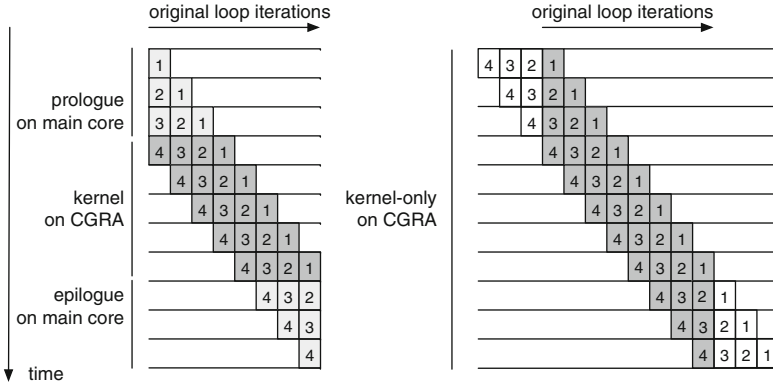 original loop iterations original loop iterations
1 4 3 2 1
2 1 4 3 2 1
prologue
on main core
3 2 1 4 3 2 1
4 3 2 1 4 3 2 1
4 3 2 1 4 3 2 1
kernel
on CGRA
4 3 2 1 4 3 2 1
kernel-only
on CGRA
4 3 2 1 4 3 2 1
4 3 2 1 4 3 2 1
epilogue
on main core
4 3 2 4 3 2 1
4 3 4 3 2 1
4 4 3 2 1
time